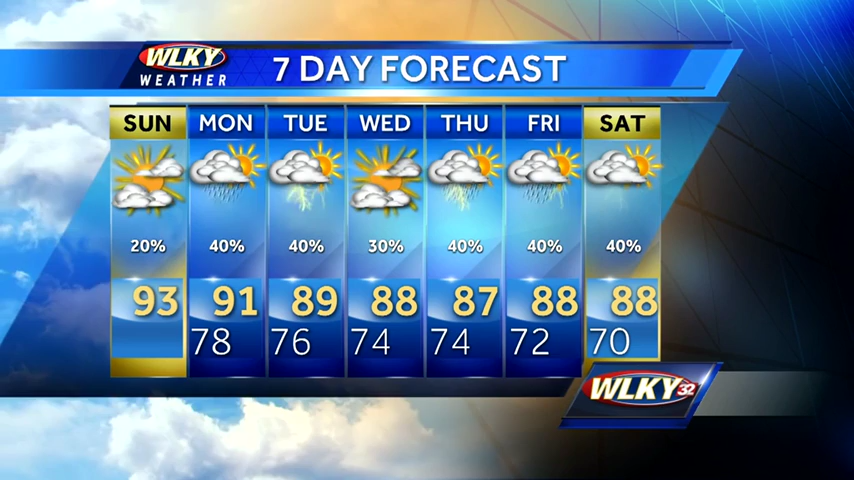 WLKY
WEATHER
7 DAY FORECAST
SUN MON TUE WED THU FRI SAT
20% 40% 40% 30% 40% 40% 40%
93 91 89 88 87 88 88
78 76 74 74 72 70
WLKY 32